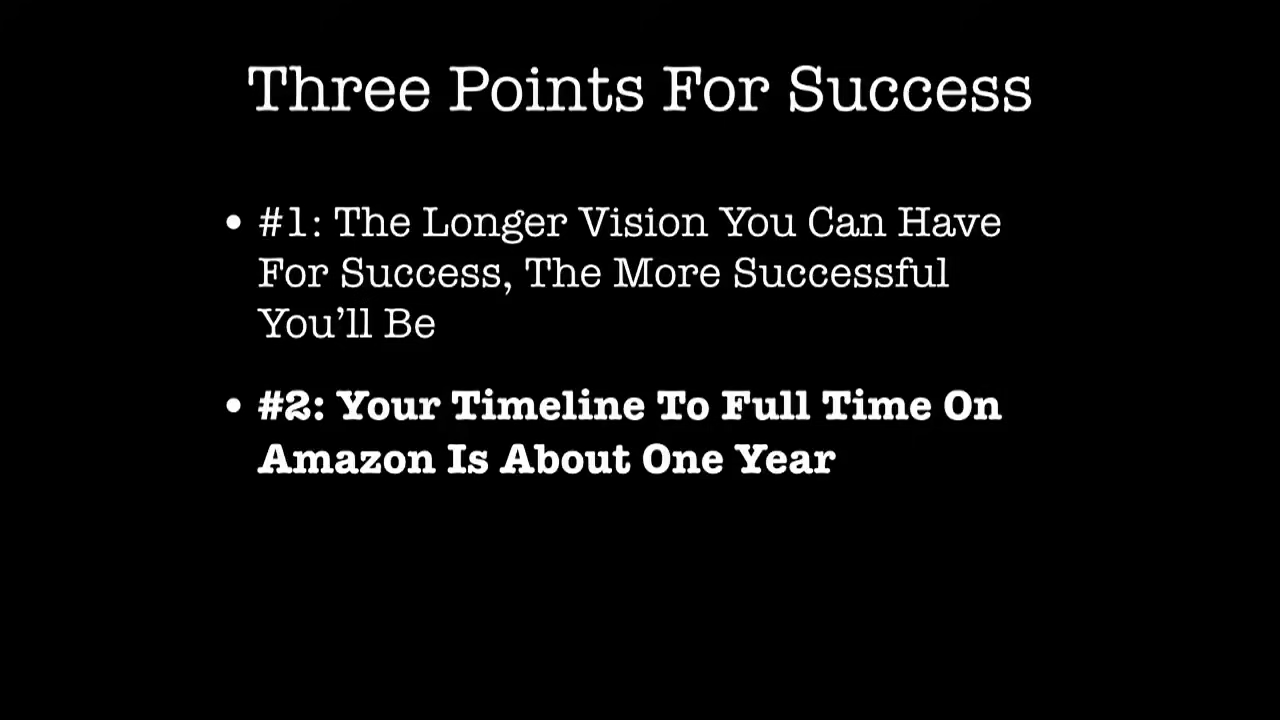 Three Points For Success
• #1: The Longer Vision You Can Have
For Success, The More Successful
You’ll Be
• #2: Your Timeline To Full Time On
Amazon Is About One Year